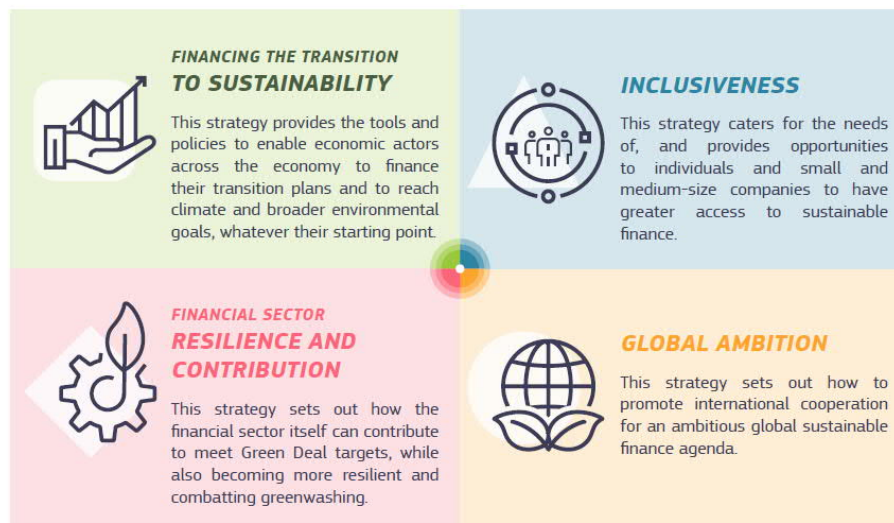 FINANCING THE TRANSITION
TO SUSTAINABILITY
This strategy provides the tools and
policies to enable economic actors
across the economy to finance
their transition plans and to reach
climate and broader environmental
goals, whatever their starting point.
INCLUSIVENESS
This strategy caters for the needs
of, and provides opportunities
to individuals and small and
medium-size companies to have
greater access to sustainable
finance.
FINANCIAL SECTOR
RESILIENCE AND
CONTRIBUTION
This strategy sets out how the
financial sector itself can contribute
to meet Green Deal targets, while
also becoming more resilient and
combatting greenwashing.
GLOBAL AMBITION
This strategy sets out how to
promote international cooperation
for an ambitious global sustainable
finance agenda.